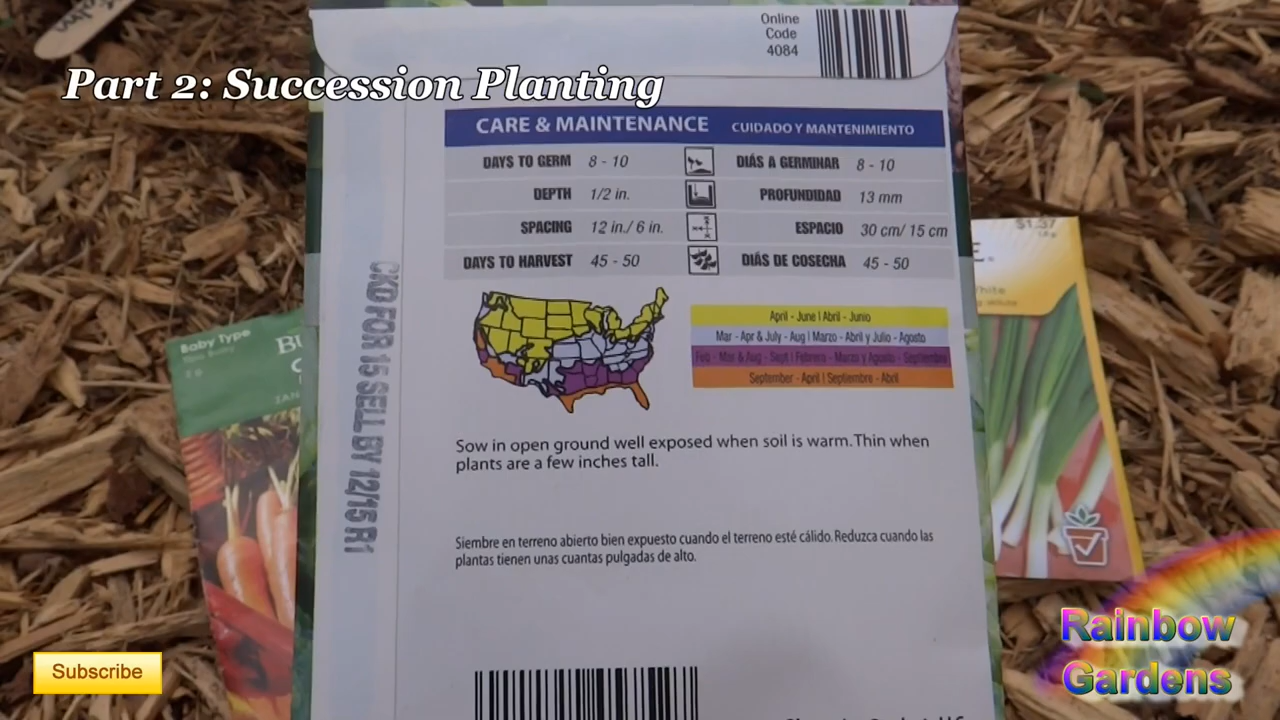 Online
Code
4084
Part 2: Succession Planting
CARE & MAINTENANCE CUIDADO Y MANTENIMIENTO
DAYS TO GERM 8 - 10 DIÁS A GERMINAR 8 - 10
DEPTH 1/2 in. PROFUNDIDAD 13 mm
SPACING 12 in./ 6 in. ESPACIO 30 cm/ 15 cm
DAYS TO HARVEST 45 - 50 DIÁS DE COSECHA 45 - 50
April - June | Abril - Junio
Mar - Apr & July - Aug | Marzo - Abril y Julio - Agosto
Feb - Mar & Aug - Sept | Febrero - Marzo y Agosto - Septiembre
September - April | Septiembre - Abril
Sow in open ground well exposed when soil is warm. Thin when
plants are a few inches tall.
Siembre en terreno abierto bien expuesto cuando el terreno esté cálido. Reduzca cuando las
plantas tienen unas cuantas pulgadas de alto.
CKD FOR 15 SELL BY 12/15 R1
Baby Type
$1.37
Rainbow
Gardens
Subscribe